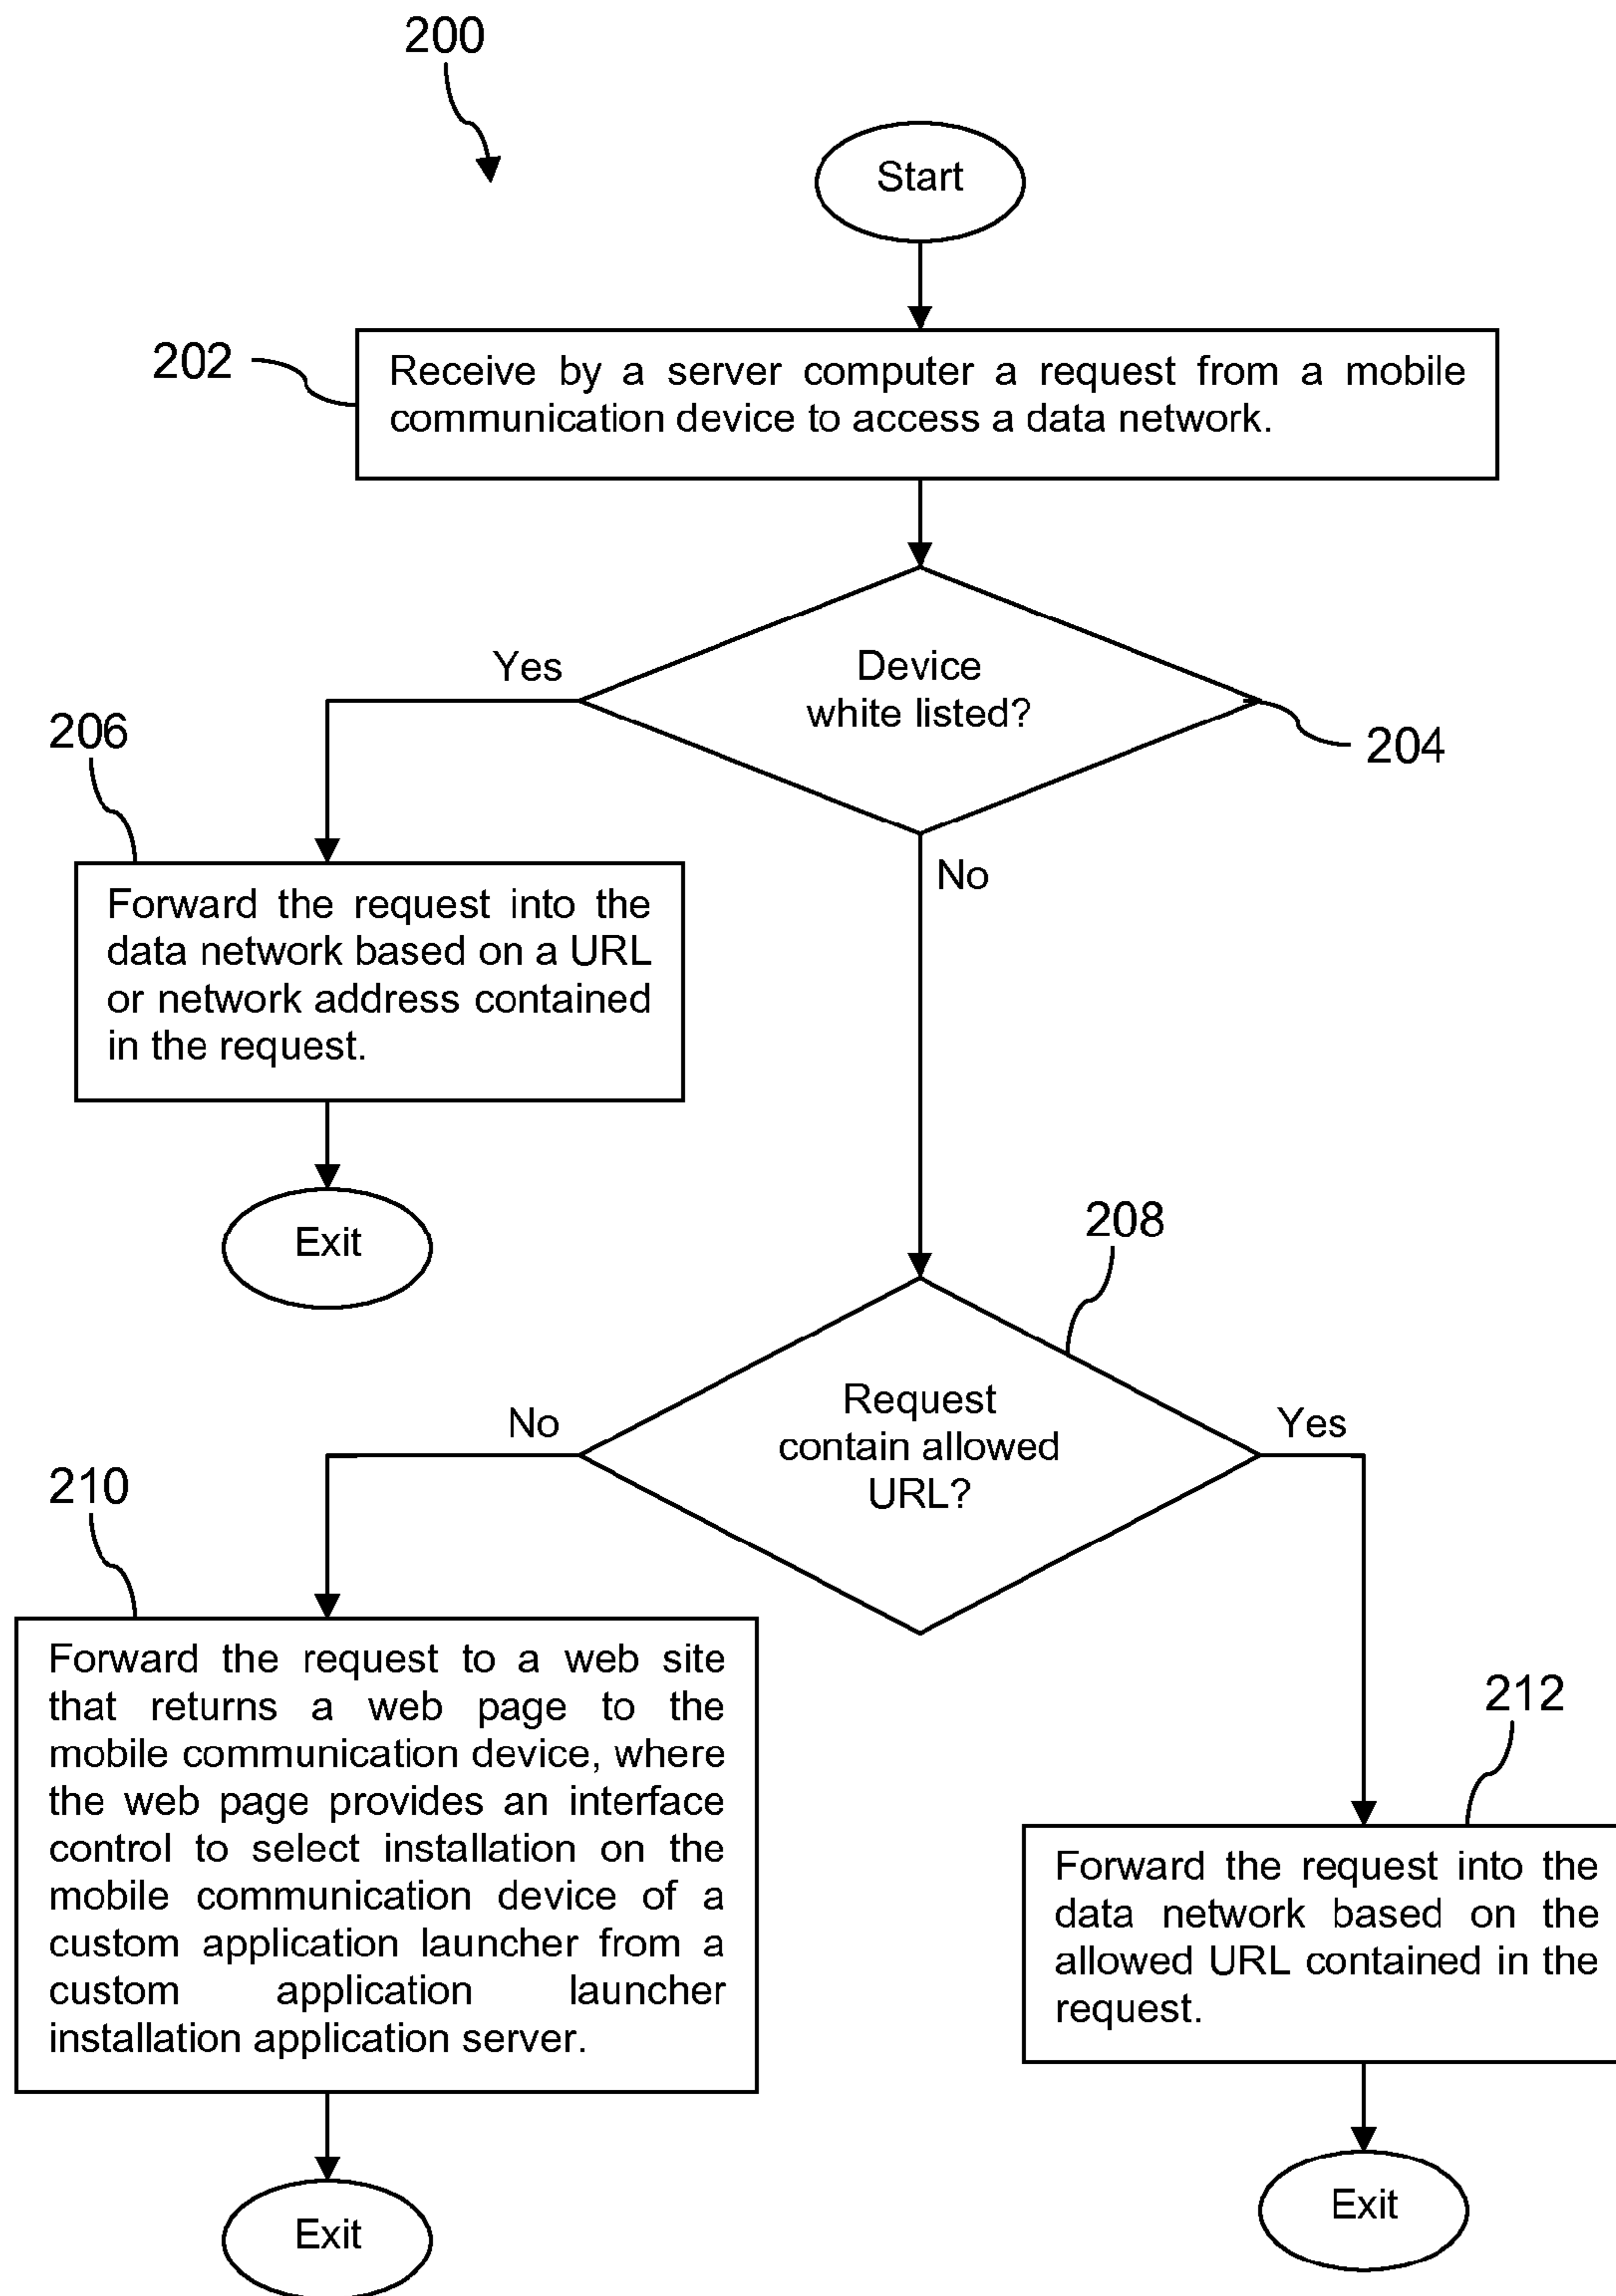 200
Start
202
Receive by a server computer a request from a mobile
communication device to access a data network.
Yes
Device
white listed?
204
206
No
Forward the request into the
data network based on a URL
or network address contained
in the request.
Exit
208
No
Request
contain allowed
URL?
Yes
210
Forward the request to a web site
that returns a web page to the
mobile communication device, where
the web page provides an interface
control to select installation on the
mobile communication device of a
custom application launcher from a
custom application launcher
installation application server.
212
Forward the request into the
data network based on the
allowed URL contained in the
request.
Exit
Exit